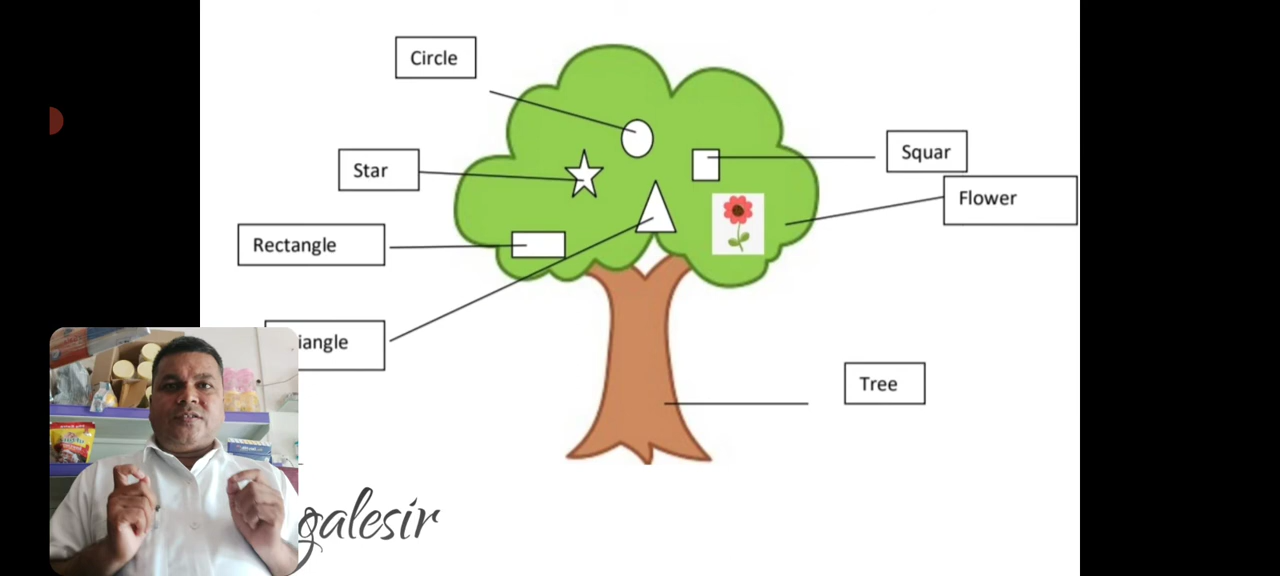 Circle
Star
Squar
Flower
Rectangle
iangle
Tree
galesir